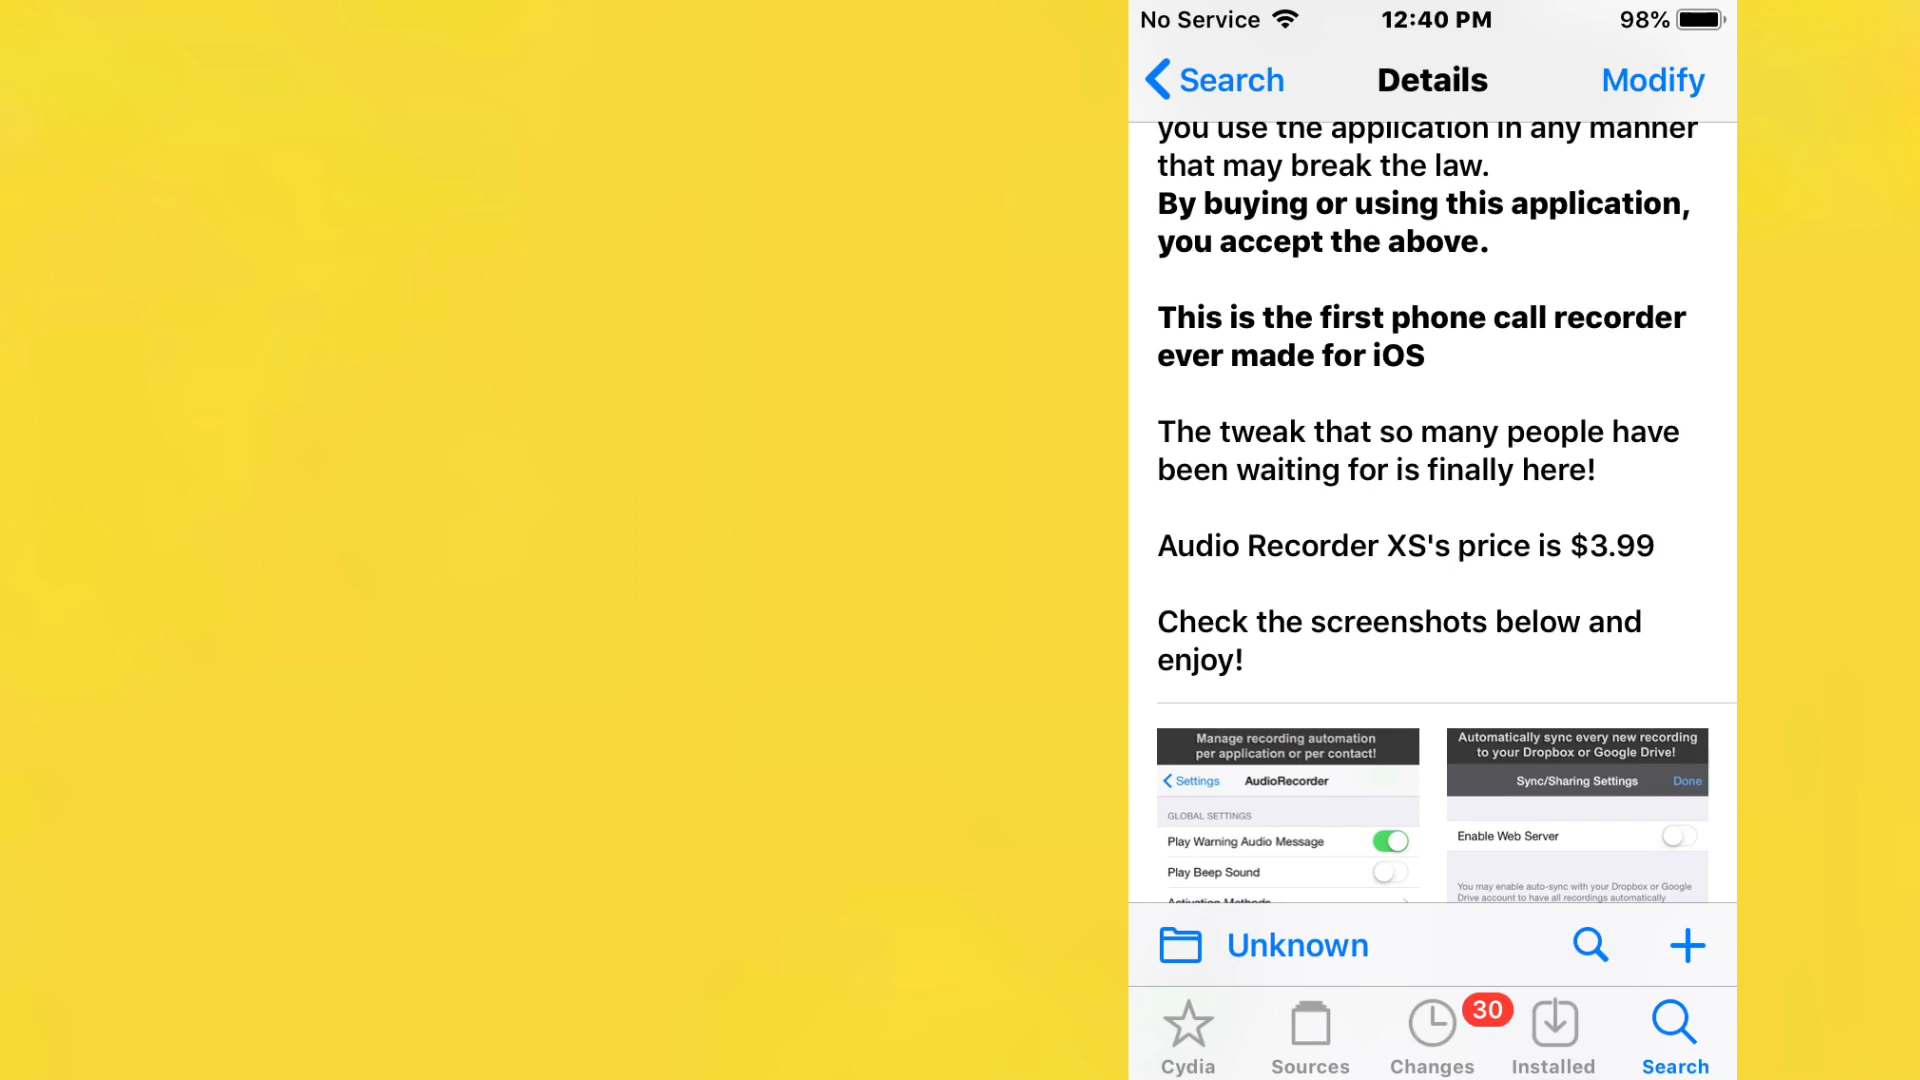 No Service
12:40 PM
98%
Search
Details
Modify
you use the application in any manner
that may break the law.
By buying or using this application,
you accept the above.
This is the first phone call recorder
ever made for iOS
The tweak that so many people have
been waiting for is finally here!
Audio Recorder XS's price is $3.99
Check the screenshots below and
enjoy!
Manage recording automation
per application or per contact!
Settings
AudioRecorder
GLOBAL SETTINGS
Play Warning Audio Message
Play Beep Sound
Activation Methods
Automatically sync every new recording
to your Dropbox or Google Drive!
Sync/Sharing Settings
Done
Enable Web Server
You may enable auto-sync with your Dropbox or Google
Drive account to have all recordings automatically
Unknown
30
Cydia
Sources
Changes
Installed
Search